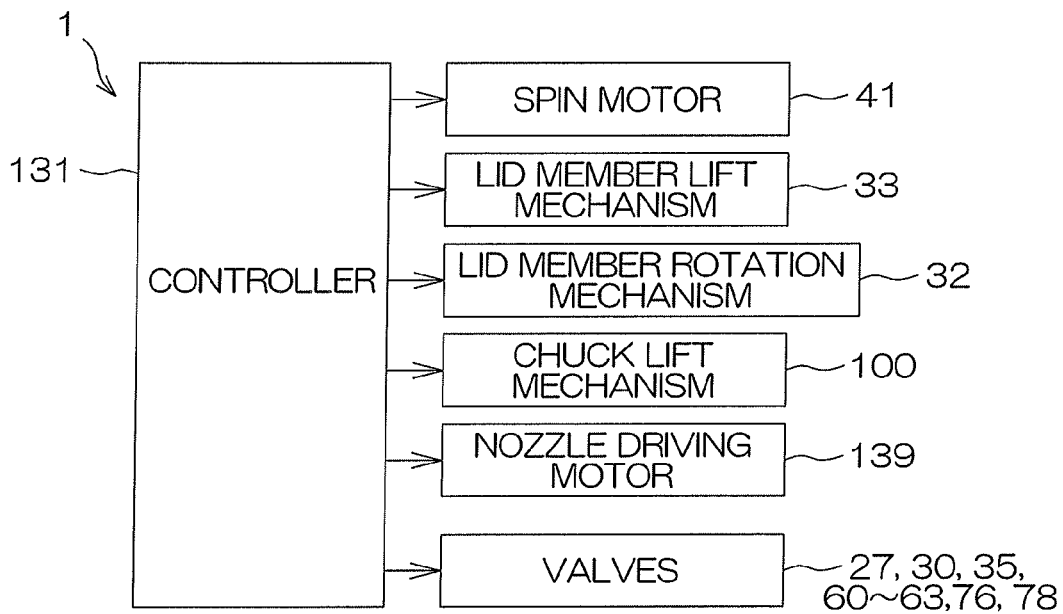 1
131
CONTROLLER
SPIN MOTOR
41
LID MEMBER LIFT
MECHANISM
33
LID MEMBER ROTATION
MECHANISM
32
CHUCK LIFT
MECHANISM
100
NOZZLE DRIVING
MOTOR
139
VALVES
27, 30, 35,
60~63,76, 78